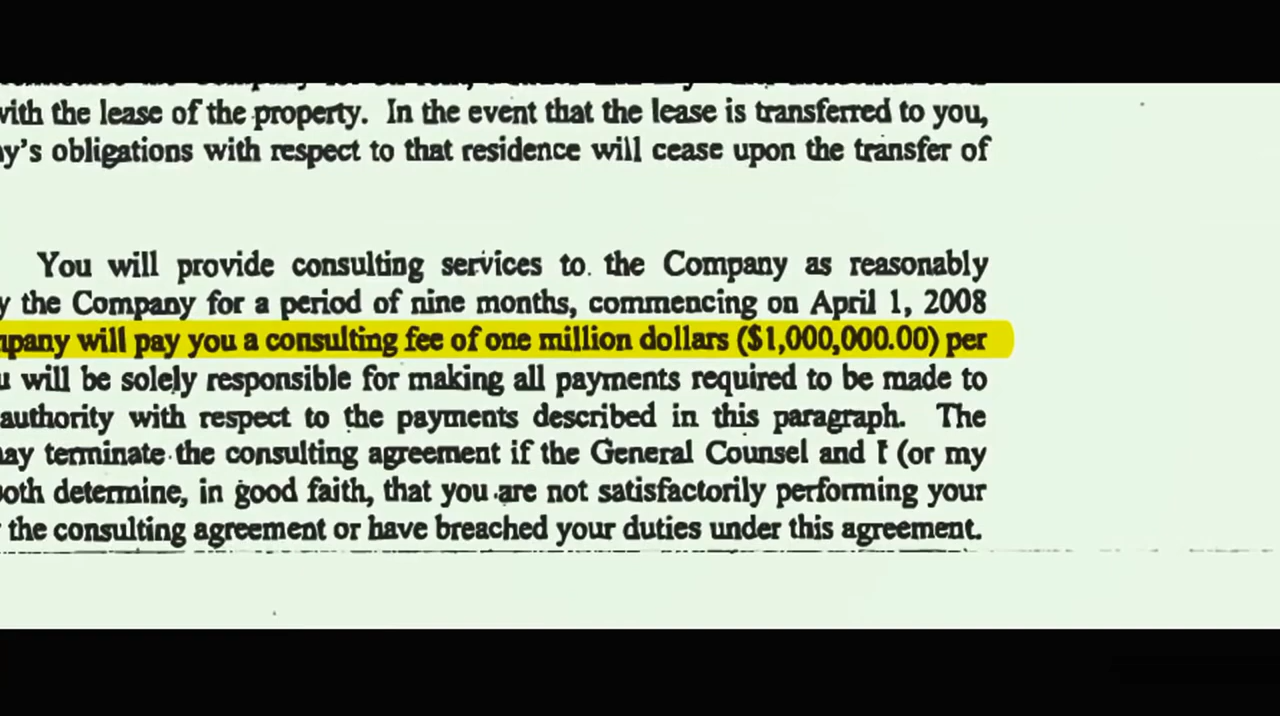 with the lease of the property. In the event that the lease is transferred to you,
ny's obligations with respect to that residence will cease upon the transfer of
You will provide consulting services to the Company as reasonably
y the Company for a period of nine months, commencing on April 1, 2008
mpany will pay you a consulting fee of one million dollars ($1,000,000.00) per
u will be solely responsible for making all payments required to be made to
authority with respect to the payments described in this paragraph. The
ay terminate the consulting agreement if the General Counsel and I (or my
both determine, in good faith, that you are not satisfactorily performing your
the consulting agreement or have breached your duties under this agreement.